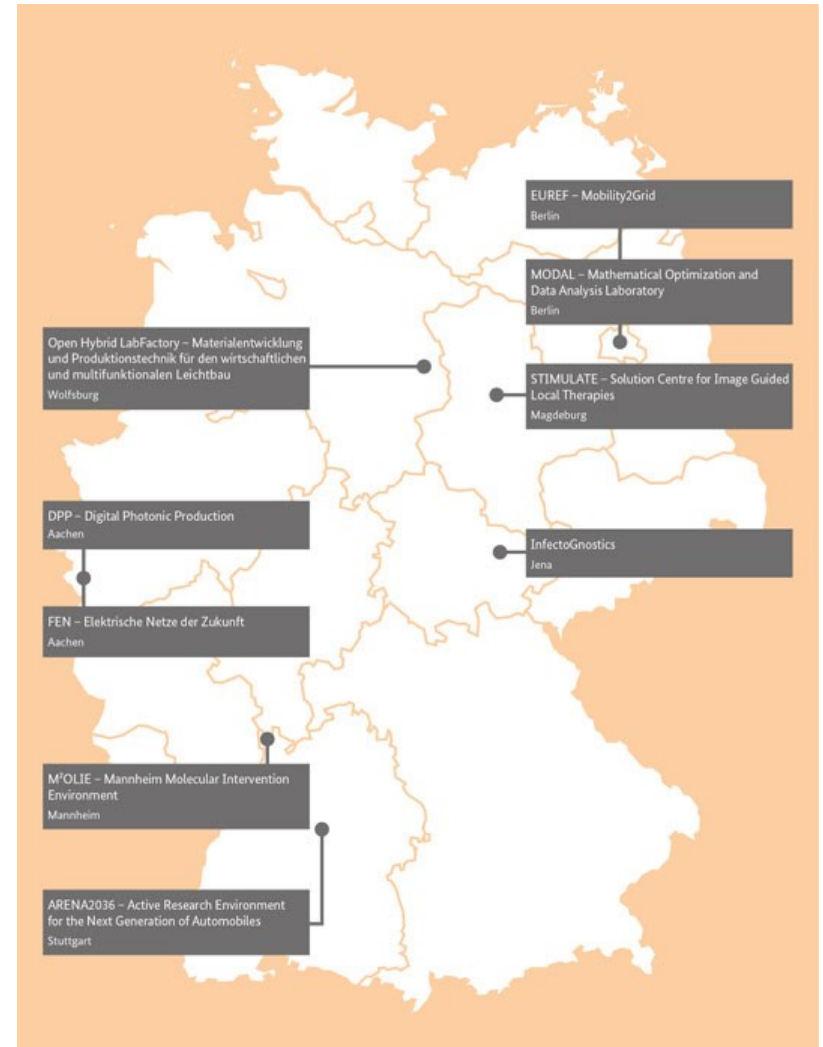 EUREF – Mobility2Grid
Berlin
MODAL – Mathematical Optimization and
Data Analysis Laboratory
Berlin
Open Hybrid LabFactory – Materialentwicklung
und Produktionstechnik für den wirtschaftlichen
und multifunktionalen Leichtbau
Wolfsburg
STIMULATE – Solution Centre for Image Guided
Local Therapies
Magdeburg
DPP – Digital Photonic Production
Aachen
InfectoGnostics
Jena
FEN – Elektrische Netze der Zukunft
Aachen
M²OLIE – Mannheim Molecular Intervention
Environment
Mannheim
ARENA2036 – Active Research Environment
for the Next Generation of Automobiles
Stuttgart